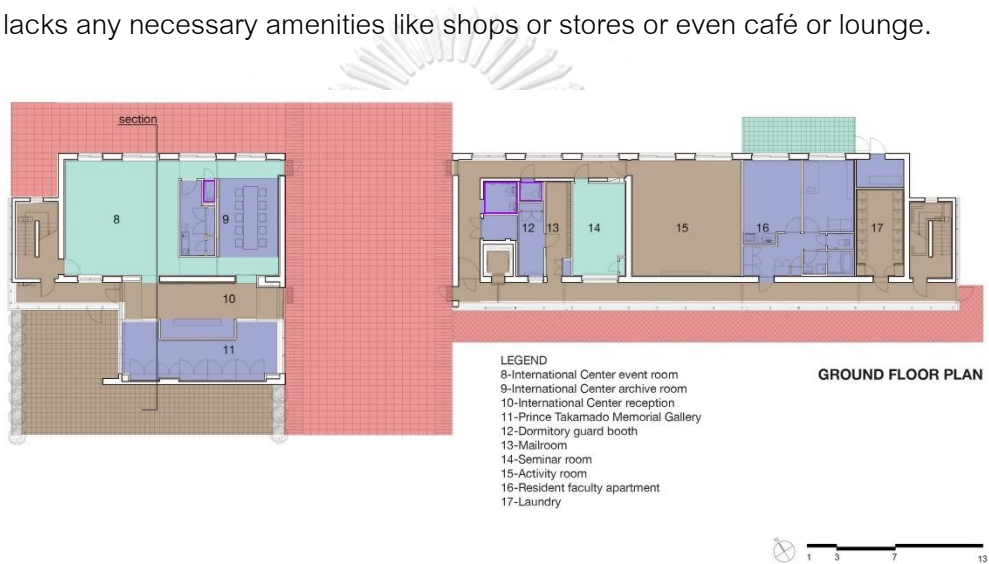 lacks any necessary amenities like shops or stores or even café or lounge.
section
8
9
10
11
12
13
14
15
16
17
LEGEND
8-International Center event room
9-International Center archive room
10-International Center reception
11-Prince Takamado Memorial Gallery
12-Dormitory guard booth
13-Mailroom
14-Seminar room
15-Activity room
16-Resident faculty apartment
17-Laundry
GROUND FLOOR PLAN
1 3 7 13